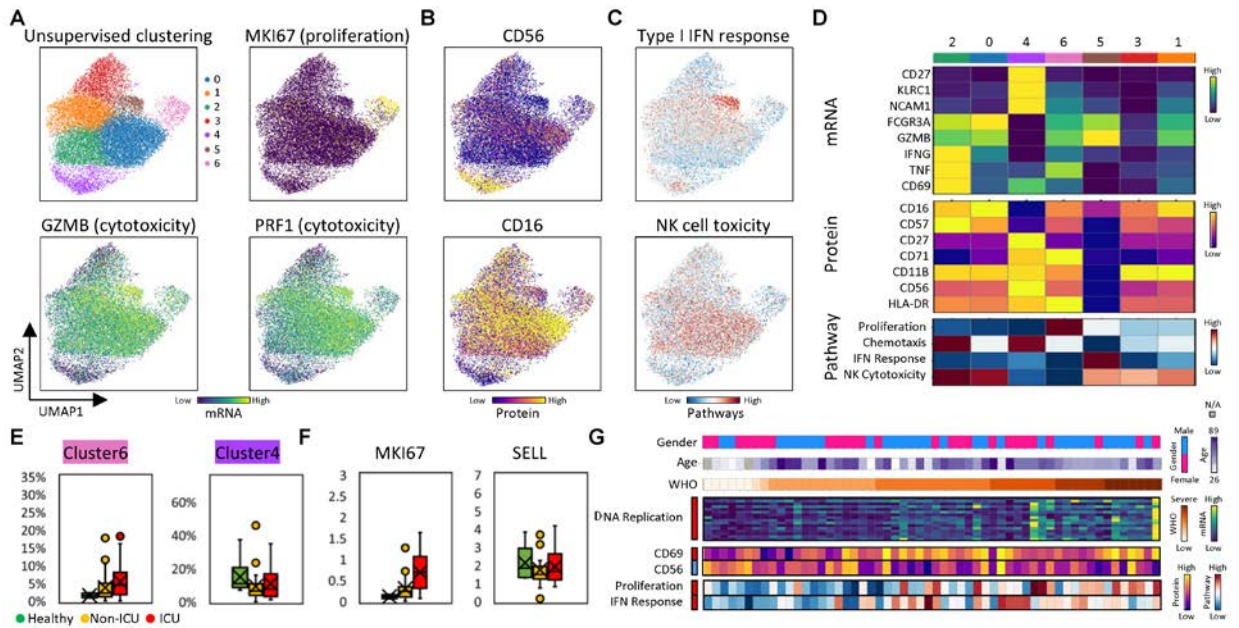 A
Unsupervised clustering
0
1
2
3
4
5
6
MKI67 (proliferation)
GZMB (cytotoxicity)
PRF1 (cytotoxicity)
UMAP2
UMAP1
Low
High
mRNA
B
CD56
CD16
Low
High
Protein
C
Type I IFN response
NK cell toxicity
Low
High
Pathways
D
2 0 4 6 5 3 1
mRNA
CD27
KLRC1
NCAM1
FCGR3A
GZMB
IFNG
TNF
CD69
High
Low
Protein
CD16
CD57
CD27
CD71
CD11B
CD56
HLA-DR
High
Low
Pathway
Proliferation
Chemotaxis
IFN Response
NK Cytotoxicity
High
Low
E
Cluster6
35%
30%
25%
20%
15%
10%
5%
0%
Cluster4
60%
40%
20%
0%
Healthy Non-ICU ICU
F
MKI67
3
2.5
2
1.5
1
0.5
0
SELL
7
6
5
4
3
2
1
0
G
Gender
Age
WHO
DNA Replication
CD69
CD56
Proliferation
IFN Response
N/A
Male
Gender
Female
89
Age
26
Severe
WHO
Low
High
mRNA
Low
High
Protein
Low
High
Pathway
Low